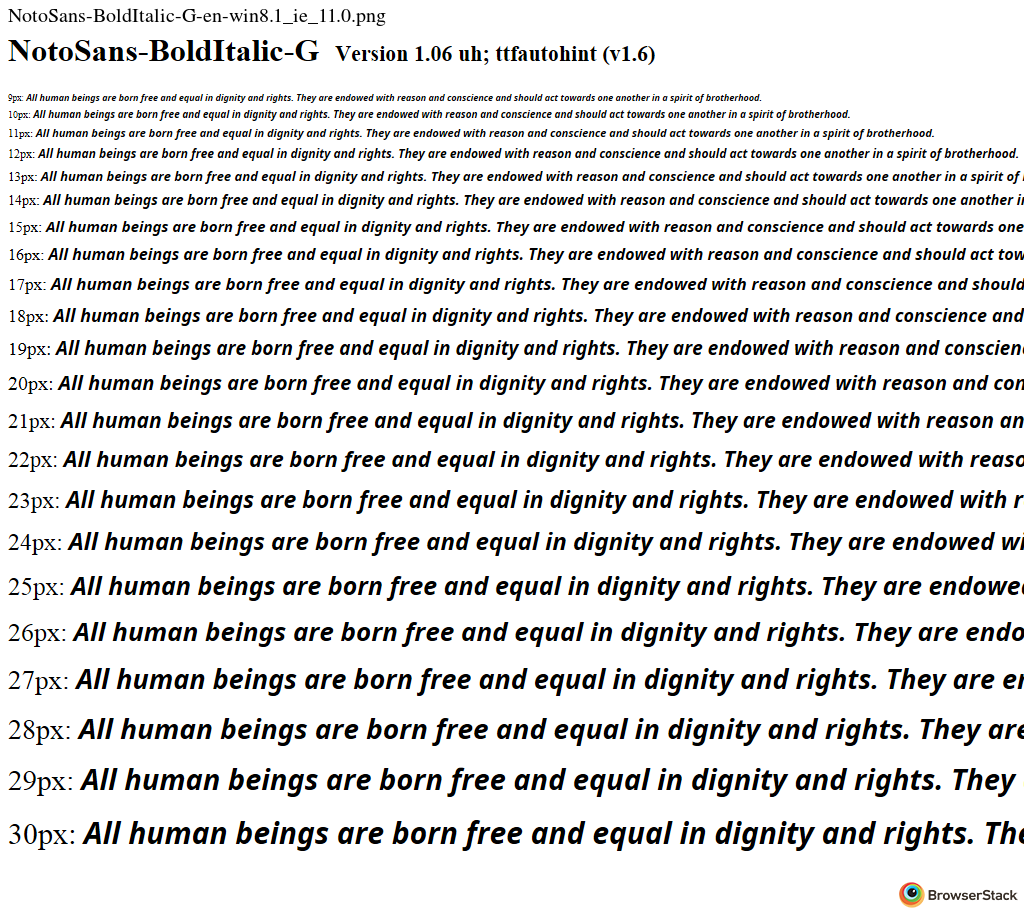 NotoSans-BoldItalic-G-en-win8.1_ie_11.0.png
NotoSans-BoldItalic-G Version 1.06 uh; ttfautohint (v1.6)
9px: All human beings are born free and equal in dignity and rights. They are endowed with reason and conscience and should act towards one another in a spirit of brotherhood.
10px: All human beings are born free and equal in dignity and rights. They are endowed with reason and conscience and should act towards one another in a spirit of brotherhood.
11px: All human beings are born free and equal in dignity and rights. They are endowed with reason and conscience and should act towards one another in a spirit of brotherhood.
12px: All human beings are born free and equal in dignity and rights. They are endowed with reason and conscience and should act towards one another in a spirit of brotherhood.
13px: All human beings are born free and equal in dignity and rights. They are endowed with reason and conscience and should act towards one another in a spirit of
14px: All human beings are born free and equal in dignity and rights. They are endowed with reason and conscience and should act towards one another
15px: All human beings are born free and equal in dignity and rights. They are endowed with reason and conscience and should act towards one
16px: All human beings are born free and equal in dignity and rights. They are endowed with reason and conscience and should act tow
17px: All human beings are born free and equal in dignity and rights. They are endowed with reason and conscience and should
18px: All human beings are born free and equal in dignity and rights. They are endowed with reason and conscience and
19px: All human beings are born free and equal in dignity and rights. They are endowed with reason and conscien
20px: All human beings are born free and equal in dignity and rights. They are endowed with reason and con
21px: All human beings are born free and equal in dignity and rights. They are endowed with reason an
22px: All human beings are born free and equal in dignity and rights. They are endowed with reaso
23px: All human beings are born free and equal in dignity and rights. They are endowed with r
24px: All human beings are born free and equal in dignity and rights. They are endowed wi
25px: All human beings are born free and equal in dignity and rights. They are endowe
26px: All human beings are born free and equal in dignity and rights. They are endo
27px: All human beings are born free and equal in dignity and rights. They are en
28px: All human beings are born free and equal in dignity and rights. They are
29px: All human beings are born free and equal in dignity and rights. They
30px: All human beings are born free and equal in dignity and rights. The
BrowserStack